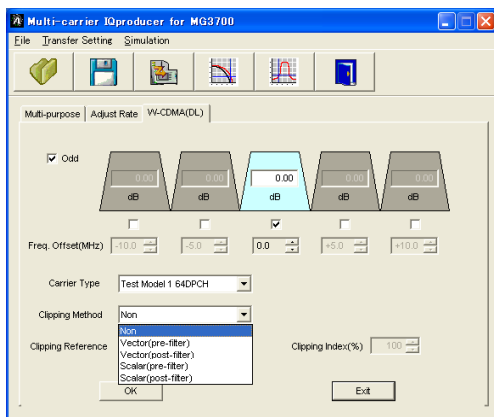 Multi-carrier IQproducer for MG3700
File Transfer Setting Simulation
Multi-purpose Adjust Rate W-CDMA(DL)
Odd
0.00 0.00 0.00 0.00 0.00
dB dB dB dB dB
Freq. Offset(MHz) -10.0 -5.0 0.0 +5.0 +10.0
Carrier Type Test Model 1 64DPCH
Clipping Method Non
Non
Vector(pre-filter)
Clipping Reference Vector(post-filter) Clipping Index(%) 100
Scalar(pre-filter)
Scalar(post-filter)
OK Exit